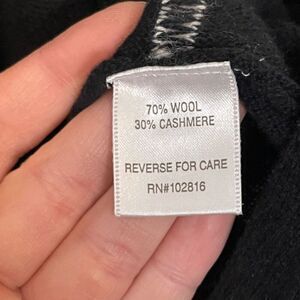 70% WOOL
30% CASHMERE
REVERSE FOR CARE
RN#102816